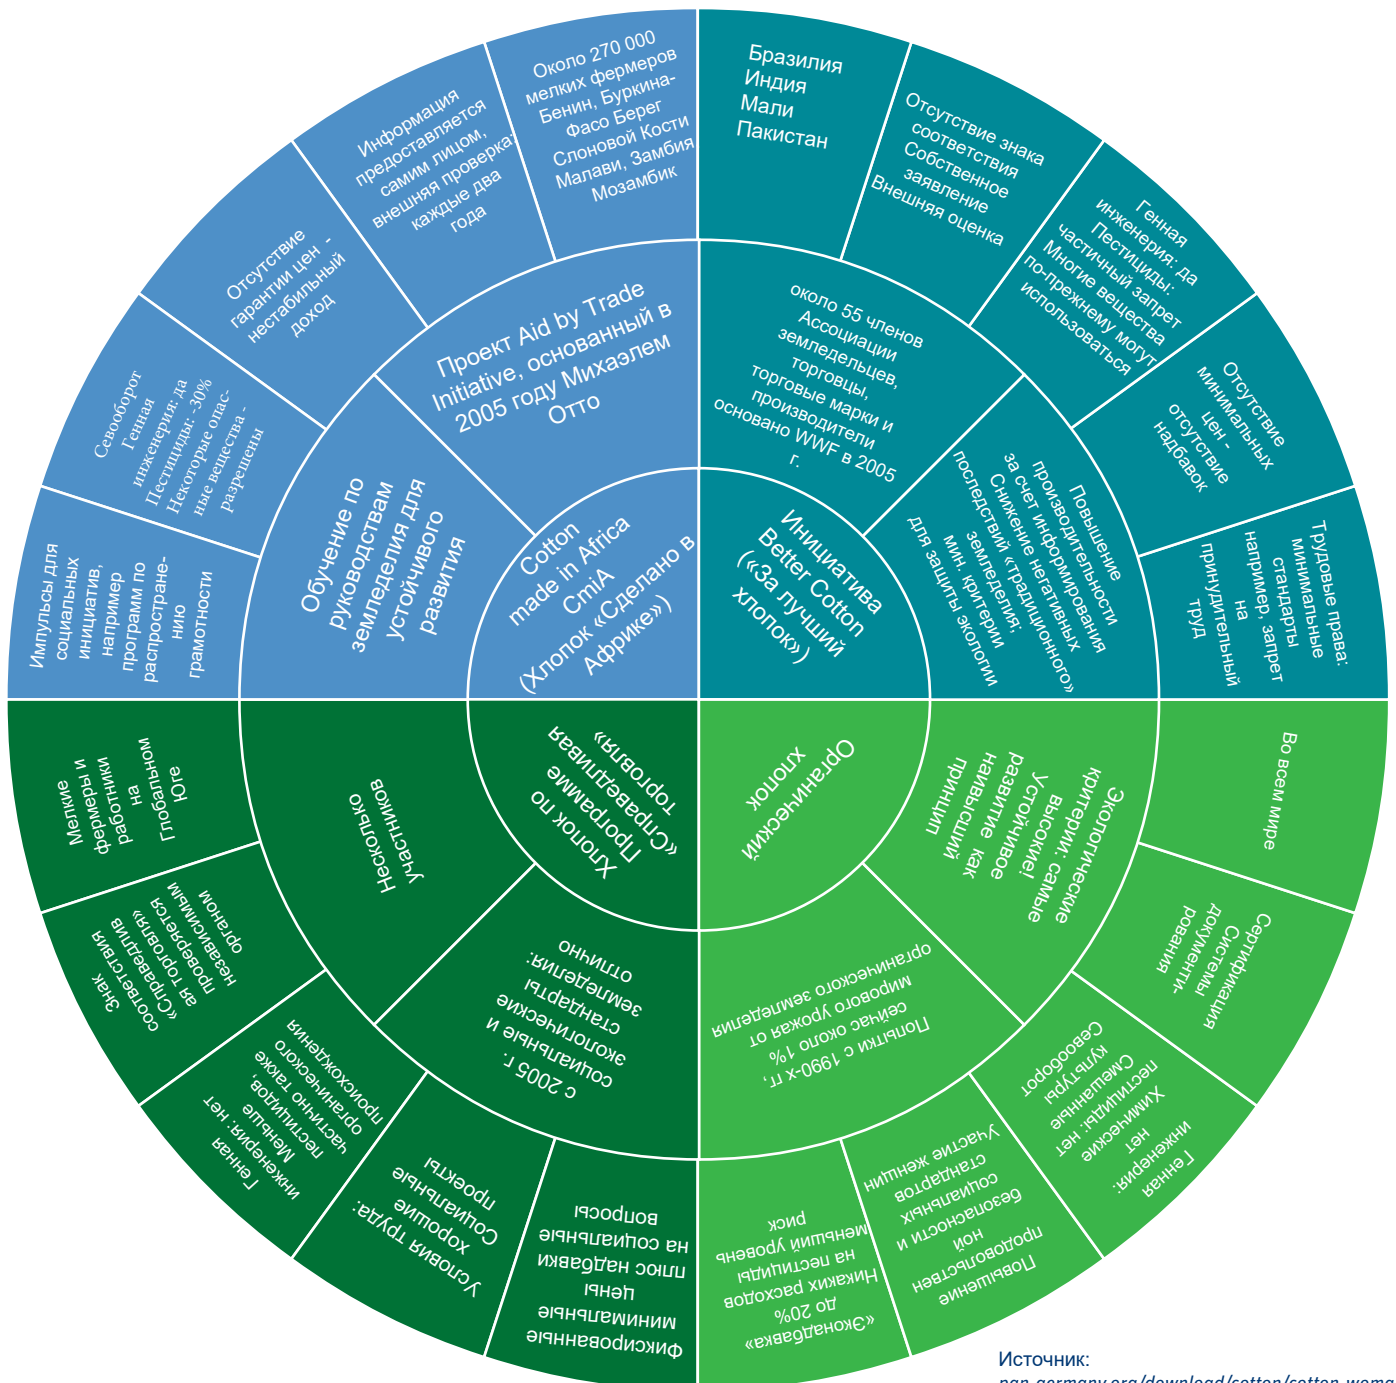 Cotton
made in Africa
CmiA
(Хлопок «Сделано в
Африке»)
Проект Aid by Trade
Initiative, основанный в
2005 году Михаэлем
Отто
Обучение по
руководствам
земледелия для
устойчивого
развития
Около 270 000
мелких фермеров
Бенин, Буркина-
Фасо Берег
Слоновой Кости
Малави, Замбия
Мозамбик
Информация
предоставляется
самим лицом,
внешняя проверка:
каждые два
года
Отсутствие
гарантии цен -
нестабильный
доход
Севооборот
Генная
инженерия: да
Пестициды: -30%
Некоторые опас-
ные вещества -
разрешены
Импульсы для
социальных
инициатив,
например
программ по
распростране-
нию
грамотности
Инициатива
Better Cotton
(«За лучший
хлопок»)
около 55 членов
Ассоциации
земледельцев,
торговцы,
торговые марки и
производители
основано WWF в 2005
г.
Повышение
производительности
за счет информирования
Снижение негативных
последствий «традиционного»
земледелия;
мин. критерии
для защиты экологии
Бразилия
Индия
Мали
Пакистан
Отсутствие знака
соответствия
Собственное
заявление
Внешняя оценка
Генная
инженерия: да
Пестициды:
частичный запрет
Многие вещества
по-прежнему могут
использоваться
Отсутствие
минимальных
цен -
отсутствие
надбавок
Трудовые права:
минимальные
стандарты
например, запрет
на
принудительный
труд
Органический
хлопок
Экологические
критерии: самые
высокие!
Устойчивое
развитие как
наивысший
принцип
Попытки с 1990-х гг,
сейчас около 1%
мирового урожая от
органического земледелия
Во всем мире
Сертификация
Системы
документи-
рования
Генная
инженерия:
нет
Химические
пестициды: нет
Смешанные
культуры
Севооборот
Повышение
продовольствен
ной
безопасности и
социальных
стандартов
Участие женщин
«Эконадбавка»
до 20%
Никаких расходов
на пестициды
меньший уровень
риск
Хлопок по
Программе
«Справедливая
торговля»
с 2005 г.
социальные и
экологические
стандарты
земледелия:
отлично
Несколько
участников
Фиксированные
минимальные
цены
плюс надбавки
на социальные
вопросы
Условия труда:
хорошие
Социальные
проекты
Генная
инженерия: нет
Меньше
пестицидов,
частично также
органического
происхождения
Знак
соответствия
«Справедлив
ая торговля»
проверяется
независимым
органом
Мелкие
фермеры и
работники
на
Глобальном
Юге
Источник: